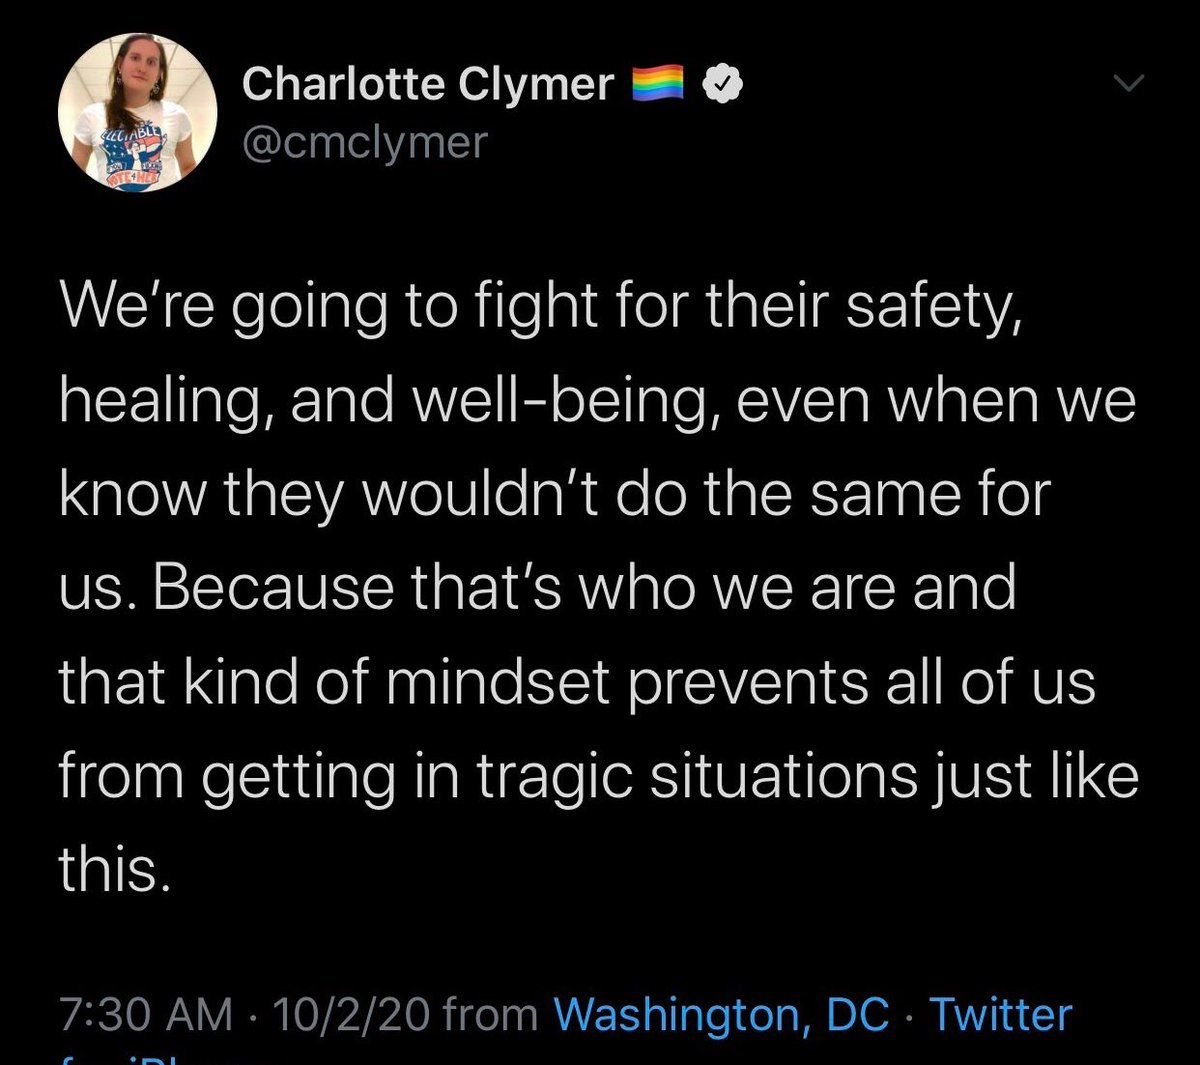 Charlotte Clymer
@cmclymer
ELECTABLE
We're going to fight for their safety,
healing, and well-being, even when we
know they wouldn't do the same for
us. Because that's who we are and
that kind of mindset prevents all of us
from getting in tragic situations just like
this.
7:30 AM · 10/2/20 from Washington, DC · Twitter